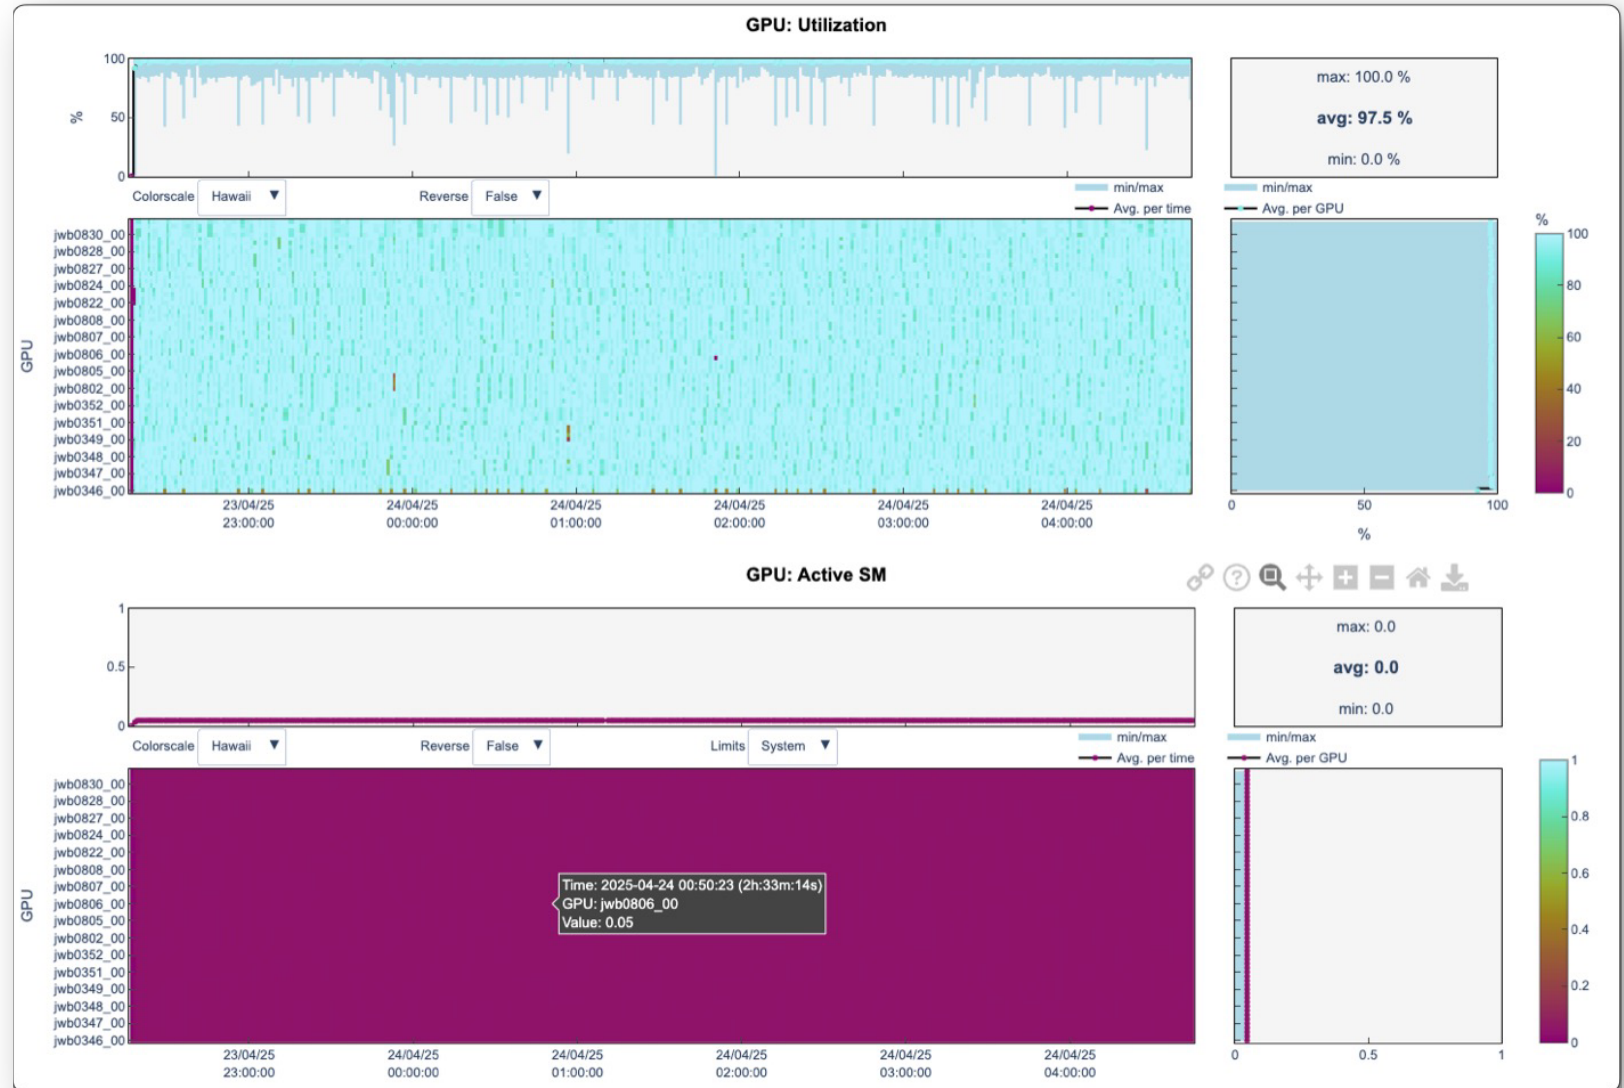 GPU: Utilization
100
50
0
%
max: 100.0 %
avg: 97.5 %
min: 0.0 %
Colorscale Hawaii ▼ Reverse False ▼
min/max
Avg. per time
min/max
Avg. per GPU
GPU
jwb0830_00
jwb0828_00
jwb0827_00
jwb0824_00
jwb0822_00
jwb0808_00
jwb0807_00
jwb0806_00
jwb0805_00
jwb0802_00
jwb0352_00
jwb0351_00
jwb0349_00
jwb0348_00
jwb0347_00
jwb0346_00
23/04/25 24/04/25 24/04/25 24/04/25 24/04/25 24/04/25
23:00:00 00:00:00 01:00:00 02:00:00 03:00:00 04:00:00
0 50 100
%
%
100
80
60
40
20
0
GPU: Active SM
1
0.5
0
max: 0.0
avg: 0.0
min: 0.0
Colorscale Hawaii ▼ Reverse False ▼ Limits System ▼
min/max
Avg. per time
min/max
Avg. per GPU
GPU
jwb0830_00
jwb0828_00
jwb0827_00
jwb0824_00
jwb0822_00
jwb0808_00
jwb0807_00
jwb0806_00
jwb0805_00
jwb0802_00
jwb0352_00
jwb0351_00
jwb0349_00
jwb0348_00
jwb0347_00
jwb0346_00
Time: 2025-04-24 00:50:23 (2h:33m:14s)
GPU: jwb0806_00
Value: 0.05
23/04/25 24/04/25 24/04/25 24/04/25 24/04/25 24/04/25
23:00:00 00:00:00 01:00:00 02:00:00 03:00:00 04:00:00
0 0.5 1
1
0.8
0.6
0.4
0.2
0